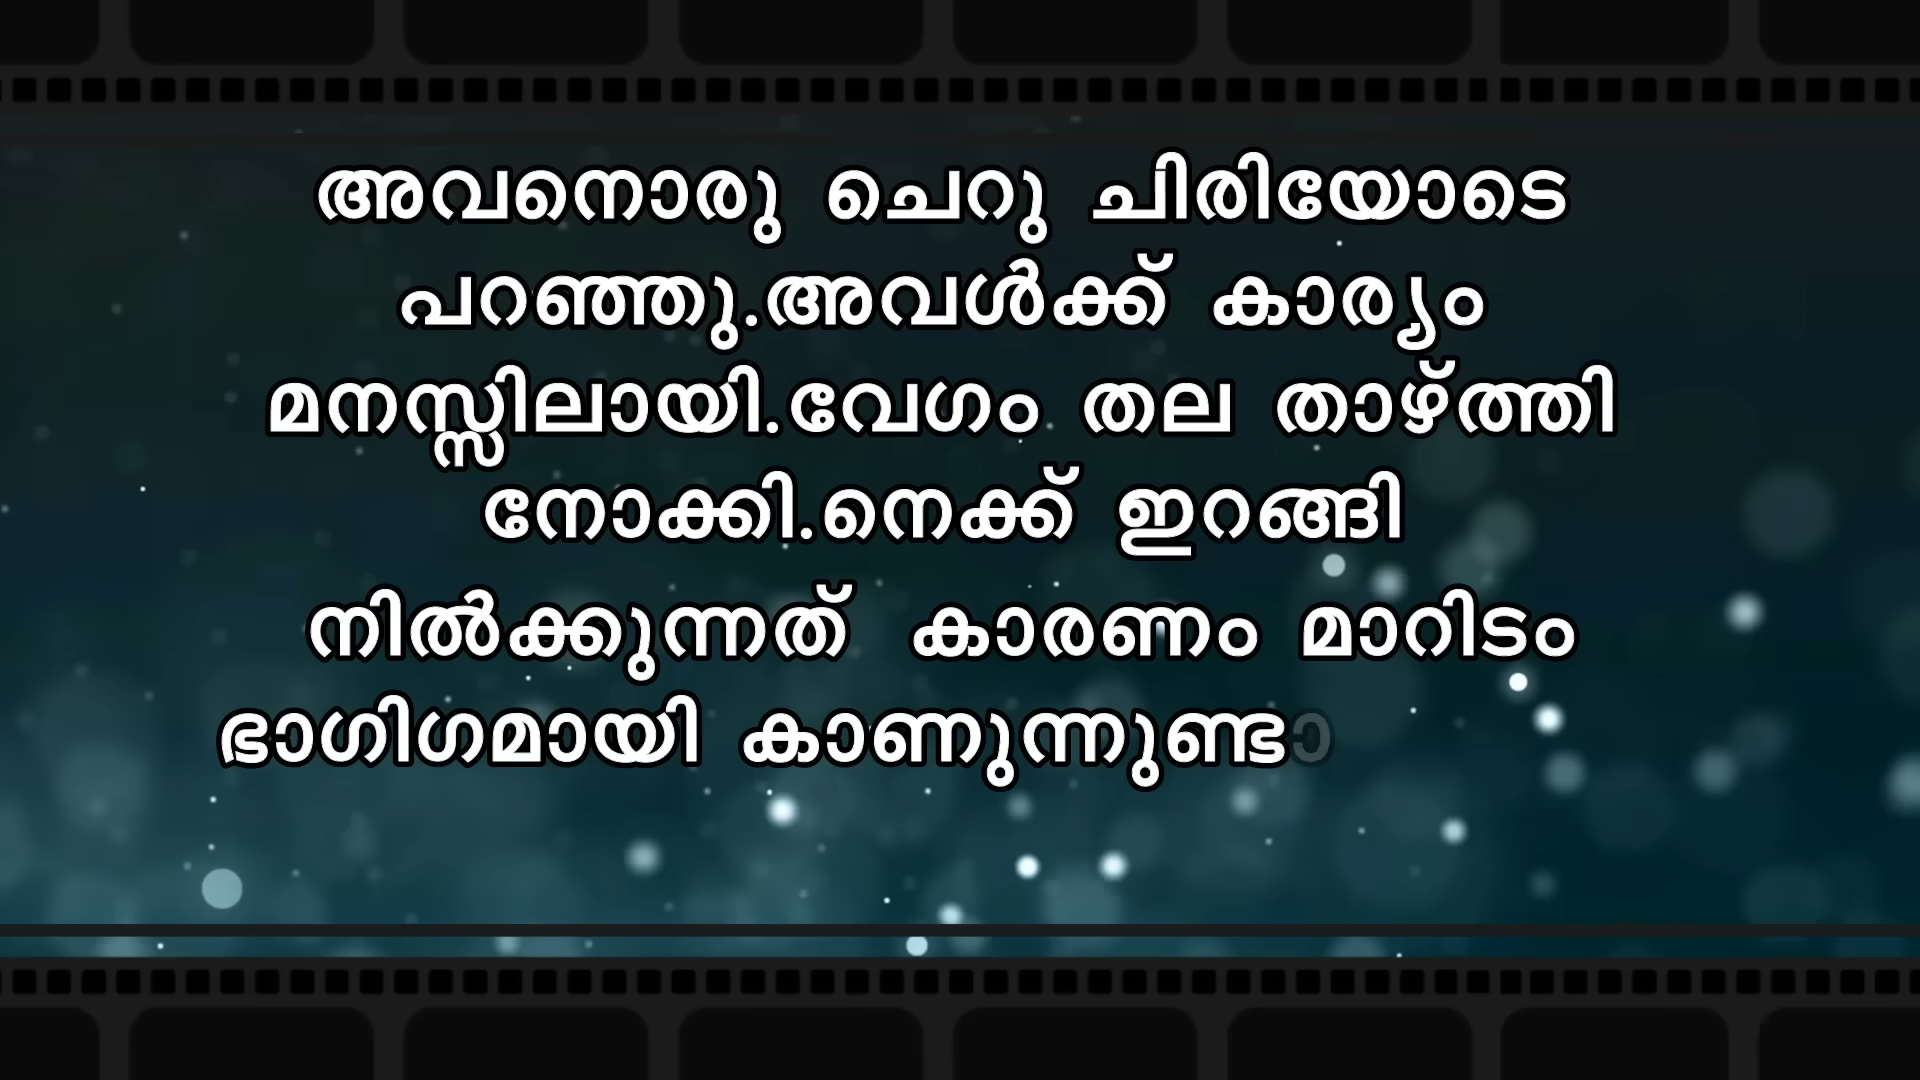 അവനൊരു ചെറു ചിരിയോടെ
പറഞ്ഞു.അവൾക്ക് കാര്യം
മനസ്സിലായി.വേഗം തല താഴ്ത്തി
നോക്കി.നെക്ക് ഇറങ്ങി
നിൽക്കുന്നത് കാരണം മാറിടം
ഭാഗിഗമായി കാണുന്നുണ്ടാ